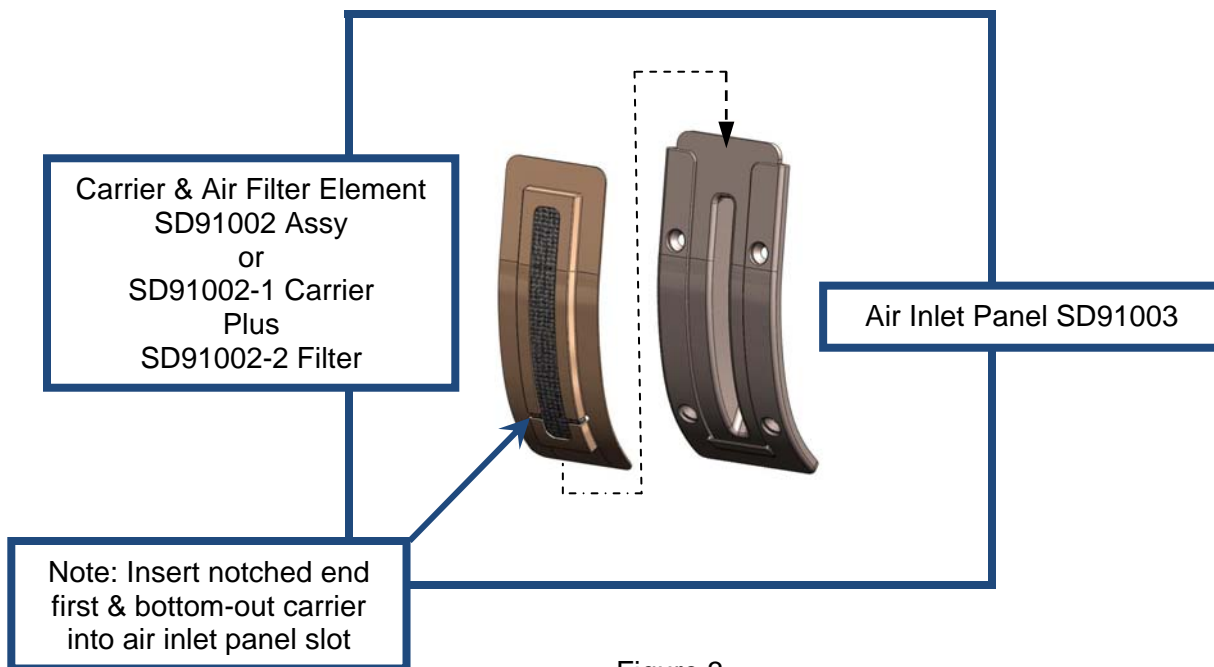 Carrier & Air Filter Element
SD91002 Assy
or
SD91002-1 Carrier
Plus
SD91002-2 Filter
Air Inlet Panel SD91003
Note: Insert notched end
first & bottom-out carrier
into air inlet panel slot
Figure